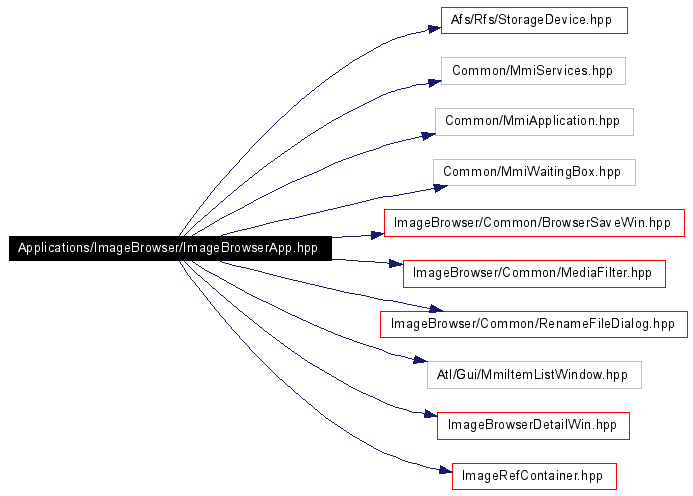 Afs/Rfs/StorageDevice.hpp
Common/MmiServices.hpp
Common/MmiApplication.hpp
Common/MmiWaitingBox.hpp
ImageBrowser/Common/BrowserSaveWin.hpp
Applications/ImageBrowser/ImageBrowserApp.hpp
ImageBrowser/Common/MediaFilter.hpp
ImageBrowser/Common/RenameFileDialog.hpp
Atl/Gui/MmiItemListWindow.hpp
ImageBrowserDetailWin.hpp
ImageRefContainer.hpp